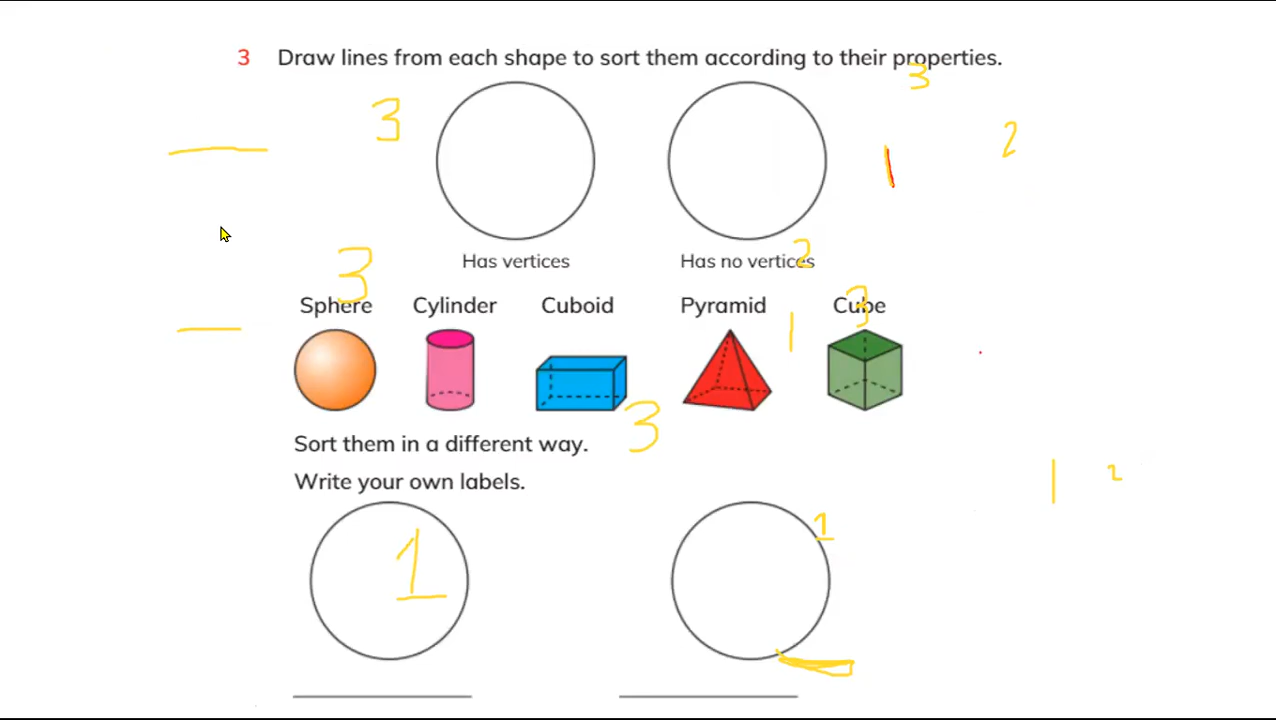 3 Draw lines from each shape to sort them according to their properties.
3
3
2
1
Has vertices Has no vertices
2
3
3
Sphere Cylinder Cuboid Pyramid Cube
1
3
Sort them in a different way.
Write your own labels.
1 2
1
1